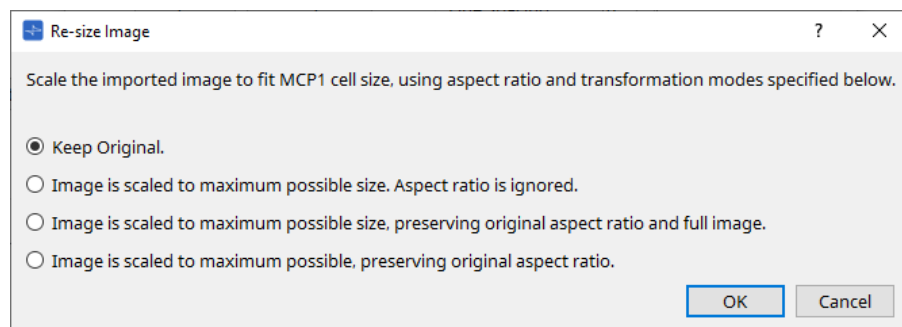 Re-size Image
?
Scale the imported image to fit MCP1 cell size, using aspect ratio and transformation modes specified below.
Keep Original.
Image is scaled to maximum possible size. Aspect ratio is ignored.
Image is scaled to maximum possible size, preserving original aspect ratio and full image.
Image is scaled to maximum possible, preserving original aspect ratio.
OK
Cancel